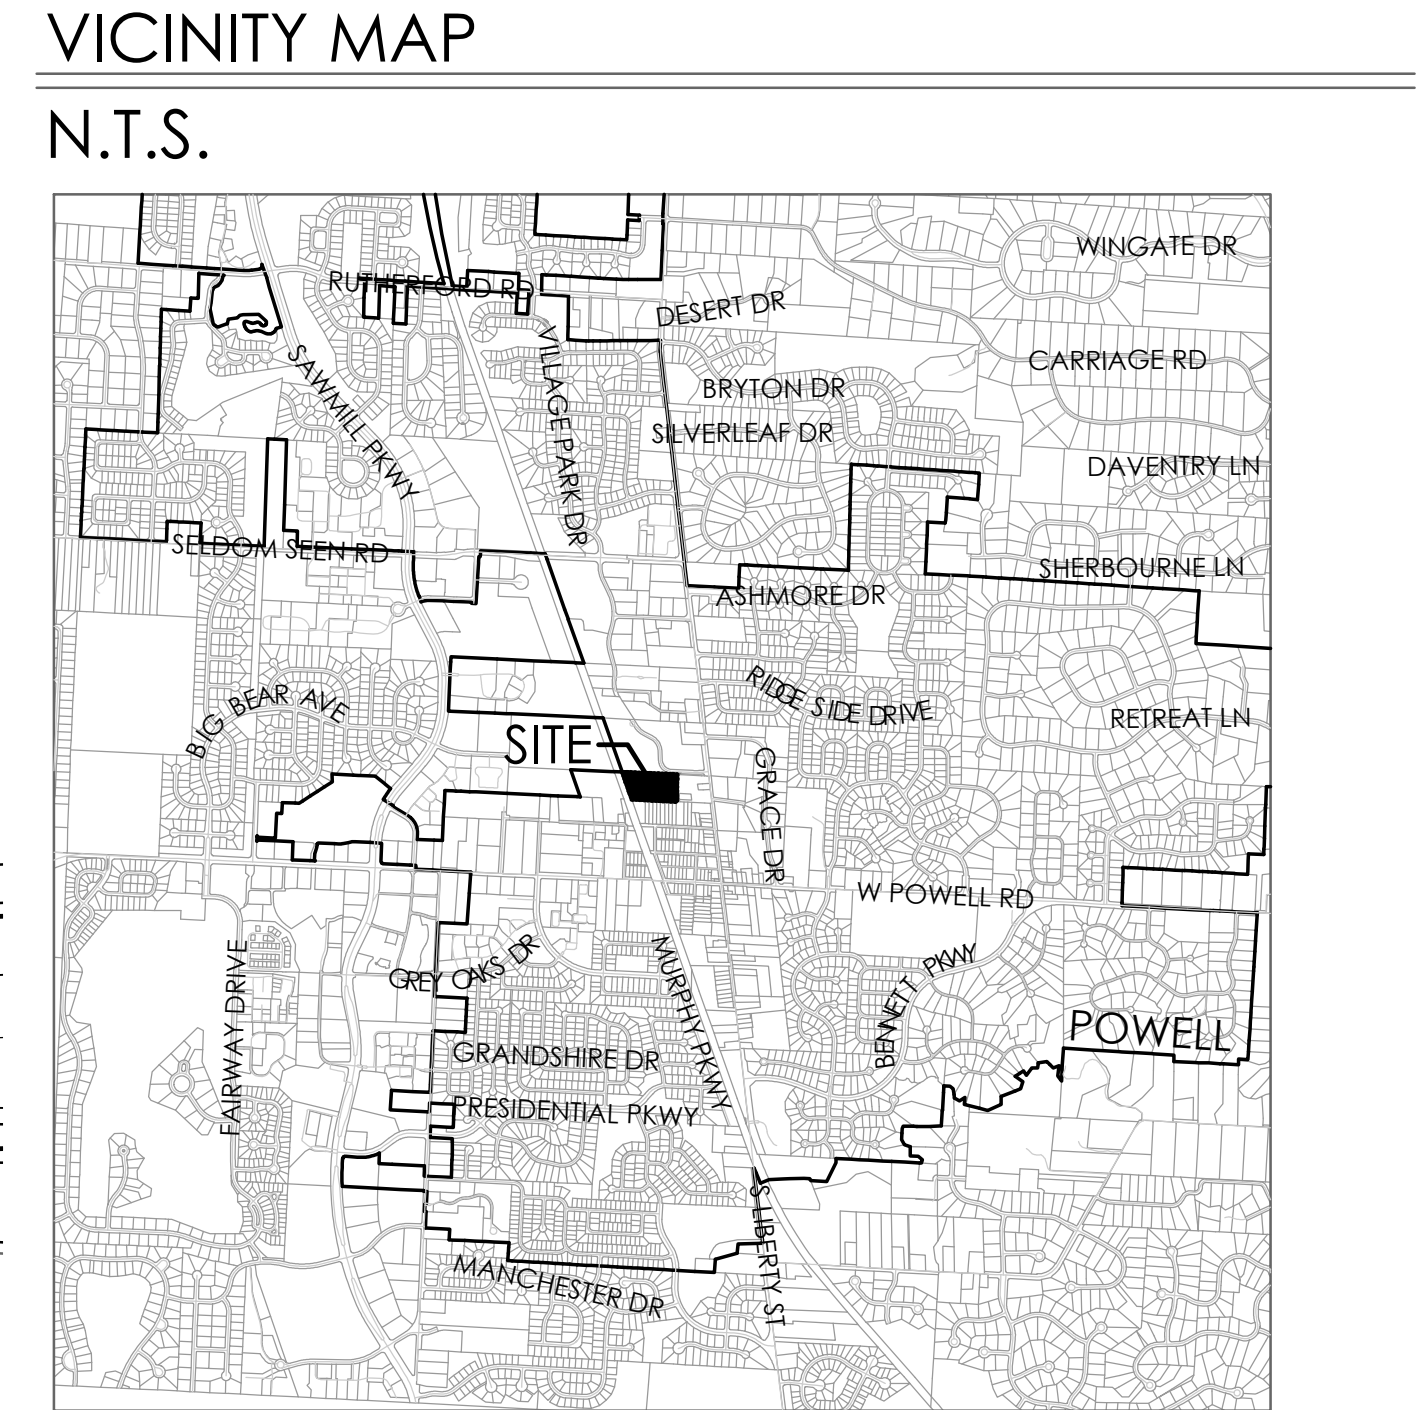 VICINITY MAP
N.T.S.
WINGATE DR
RUTHERFORD RD
DESERT DR
SAWMILL PKWY
VILLAGE PARK DR
CARRIAGE RD
BRYTON DR
SILVERLEAF DR
DAVENTRY LN
SELDOM SEEN RD
SHERBOURNE LN
ASHMORE DR
BIG BEAR AVE
RIDGE SIDE DRIVE
RETREAT LN
SITE
GRACE DR
W POWELL RD
FAIRWAY DRIVE
GREY OAKS DR
MURPHY PKWY
BENNETT PKWY
POWELL
GRANDSHIRE DR
PRESIDENTIAL PKWY
S LIBERTY ST
MANCHESTER DR